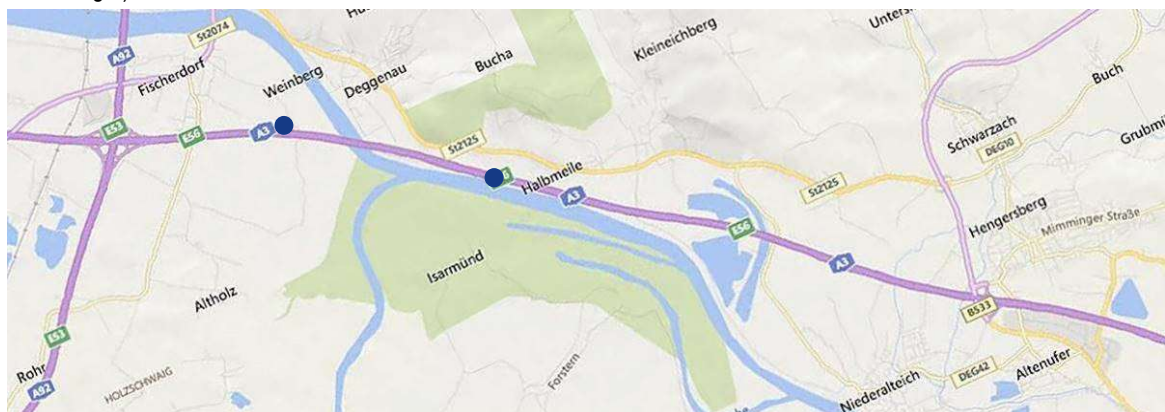 St2074
A92
Fischerdorf
Weinberg
Deggenau
Bucha
Kleineichberg
Buch
E53
E56
A3
Schwarzach
DEG10
St2125
Halbmeile
A3
St2125
Hengersberg
Mimminger Straße
E56
A3
Isarmünd
Altholz
B533
E53
Rohr
A92
HOLZSCHWAIG
Forstern
Niederalteich
DEG42
Altenufer